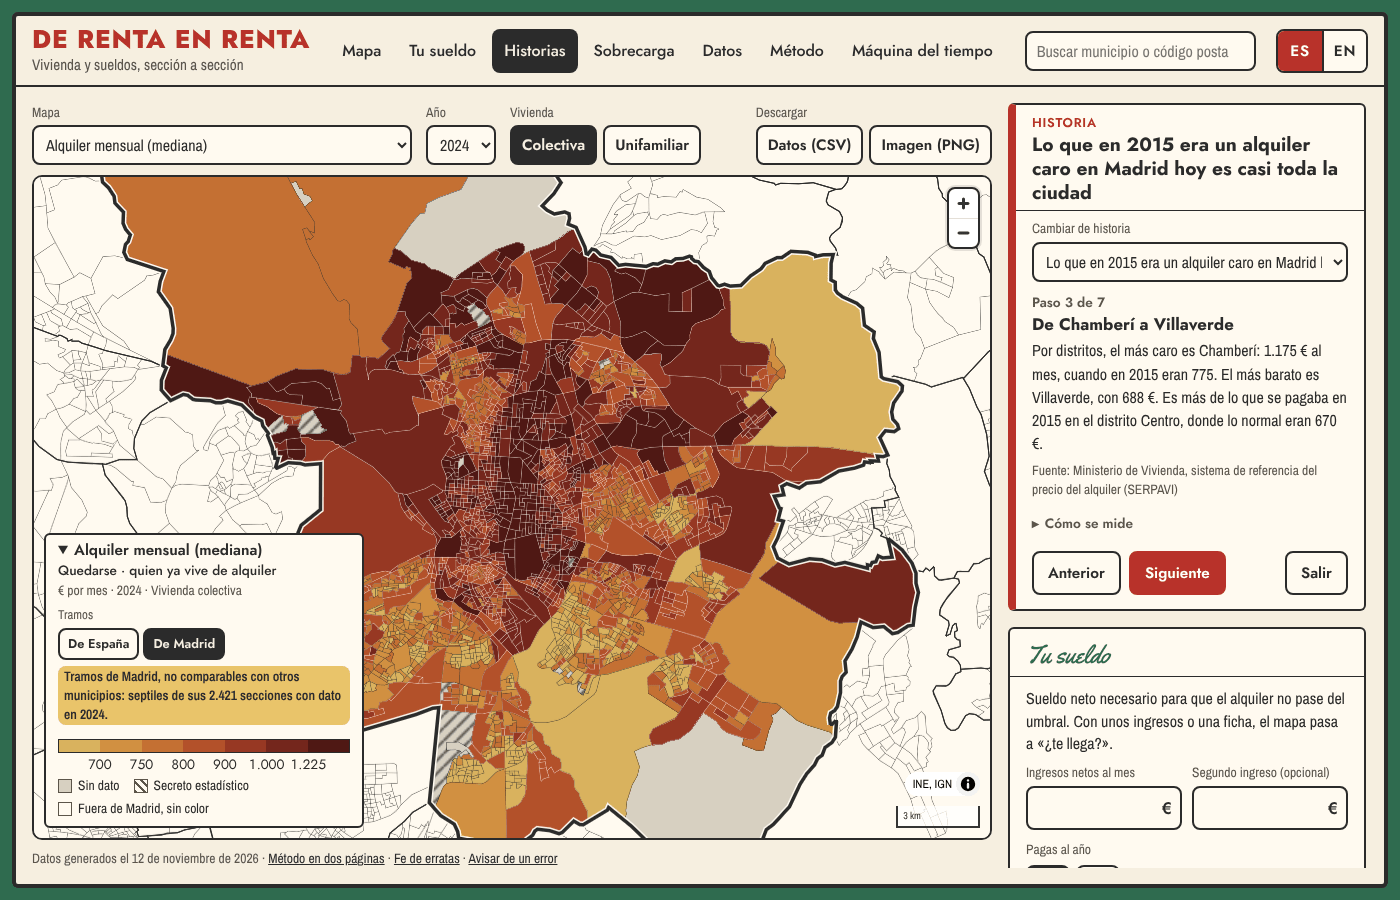 DE RENTA EN RENTA
Vivienda y sueldos, sección a sección
Mapa
Tu sueldo
Historias
Sobrecarga
Datos
Método
Máquina del tiempo
Buscar municipio o código posta
ES
EN
Mapa
Año
Vivienda
Descargar
Alquiler mensual (mediana)
2024
Colectiva
Unifamiliar
Datos (CSV)
Imagen (PNG)
+
−
▼ Alquiler mensual (mediana)
Quedarse · quien ya vive de alquiler
€ por mes · 2024 · Vivienda colectiva
Tramos
De España
De Madrid
Tramos de Madrid, no comparables con otros
municipios: septiles de sus 2.421 secciones con dato
en 2024.
700 750 800 900 1.000 1.225
Sin dato
Secreto estadístico
Fuera de Madrid, sin color
INE, IGN
3 km
Datos generados el 12 de noviembre de 2026 · Método en dos páginas · Fe de erratas · Avisar de un error
HISTORIA
Lo que en 2015 era un alquiler
caro en Madrid hoy es casi toda la
ciudad
Cambiar de historia
Lo que en 2015 era un alquiler caro en Madrid
Paso 3 de 7
De Chamberí a Villaverde
Por distritos, el más caro es Chamberí: 1.175 € al
mes, cuando en 2015 eran 775. El más barato es
Villaverde, con 688 €. Es más de lo que se pagaba en
2015 en el distrito Centro, donde lo normal eran 670
€.
Fuente: Ministerio de Vivienda, sistema de referencia del
precio del alquiler (SERPAVI)
▸ Cómo se mide
Anterior
Siguiente
Salir
Tu sueldo
Sueldo neto necesario para que el alquiler no pase del
umbral. Con unos ingresos o una ficha, el mapa pasa
a «¿te llega?».
Ingresos netos al mes
Segundo ingreso (opcional)
€
€
Pagas al año